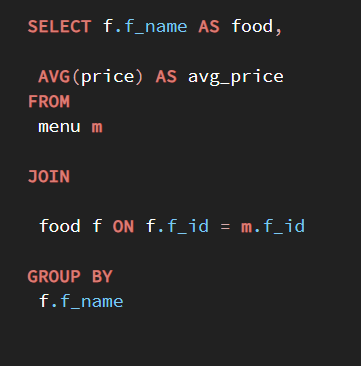 SELECT f.f_name AS food,
AVG(price) AS avg_price
FROM
menu m
JOIN
food f ON f.f_id = m.f_id
GROUP BY
f.f_name